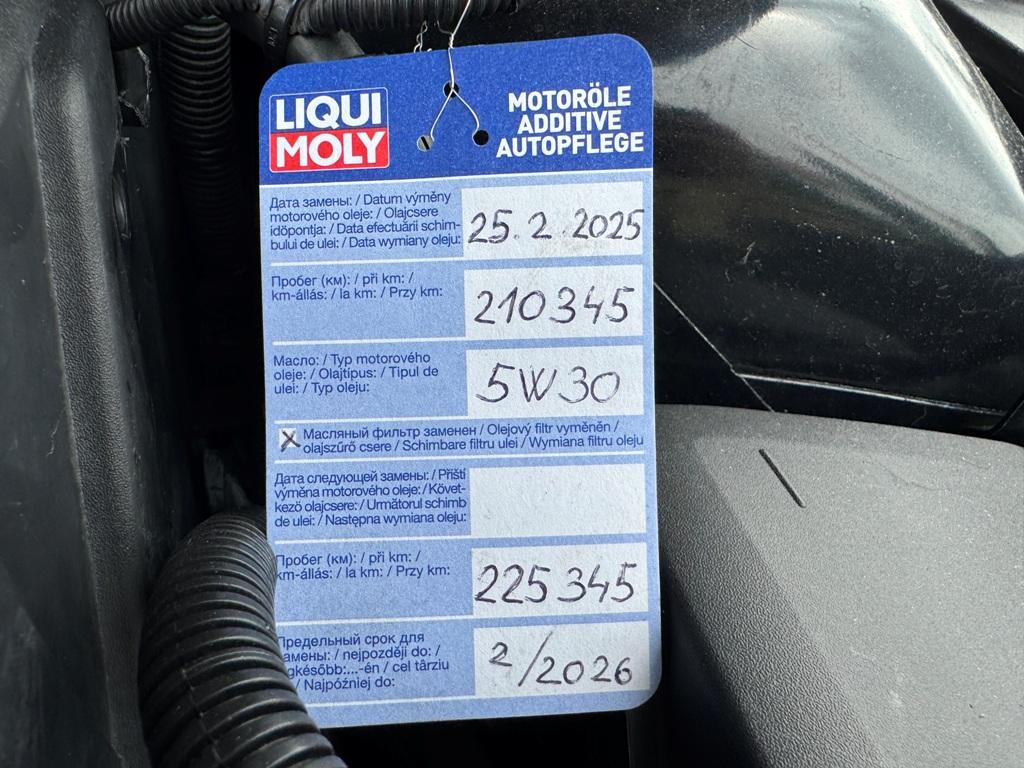 LIQUI
MOLY
MOTORÖLE
ADDITIVE
AUTOPFLEGE
Дата замены: / Datum výměny
motorového oleje: / Olajcsere
időpontja: / Data efectuării schim-
bului de ulei: / Data wymiany oleju:
25.2.2025
Пробег (км): / při km: /
km-állás: / la km: / Przy km:
210345
Масло: / Typ motorového
oleje: / Olajtípus: / Tipul de
ulei: / Typ oleju:
5W30
X Масляный фильтр заменен / Olejový filtr vyměněn /
olajszűrő csere / Schimbare filtru ulei / Wymiana filtru oleju
Дата следующей замены: / Příští
výměna motorového oleje: / Követ-
kező olajcsere: / Următorul schimb
de ulei: / Następna wymiana oleju:
Пробег (км): / při km: /
km-állás: / la km: / Przy km:
225345
Предельный срок для
замены: / nejpozději do: /
gkésőbb:...-én / cel târziu
/ Najpóźniej do:
2/2026